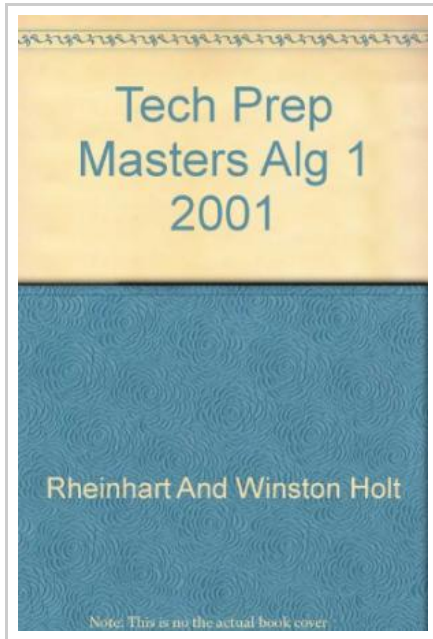 Tech Prep
Masters Alg 1
2001
Rheinhart And Winston Holt
Note: This is no the actual book cover